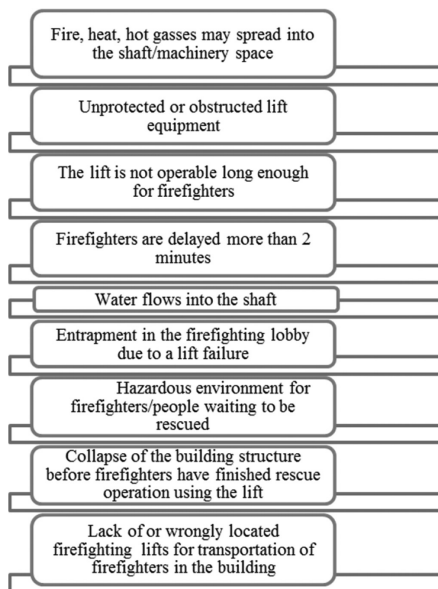 Fire, heat, hot gasses may spread into
the shaft/machinery space
Unprotected or obstructed lift
equipment
The lift is not operable long enough
for firefighters
Firefighters are delayed more than 2
minutes
Water flows into the shaft
Entrapment in the firefighting lobby
due to a lift failure
Hazardous environment for
firefighters/people waiting to be
rescued
Collapse of the building structure
before firefighters have finished rescue
operation using the lift
Lack of or wrongly located
firefighting lifts for transportation of
firefighters in the building